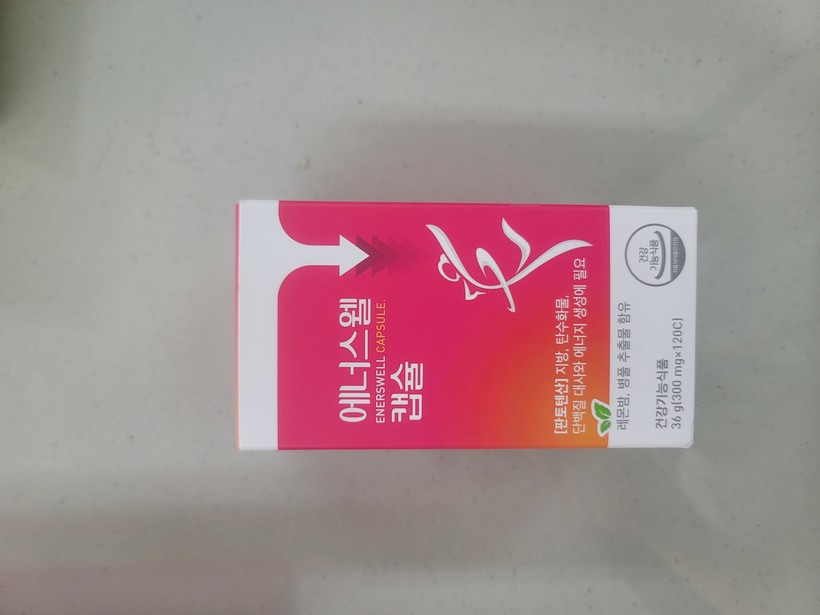 에너스웰
ENERSWELL CAPSULE.
캡슐
[판토텐산] 지방, 탄수화물,
단백질 대사와 에너지 생성에 필요
레몬밤, 병풀 추출물 함유
건강기능식품
36 g(300 mg×120C)
건강
기능식품